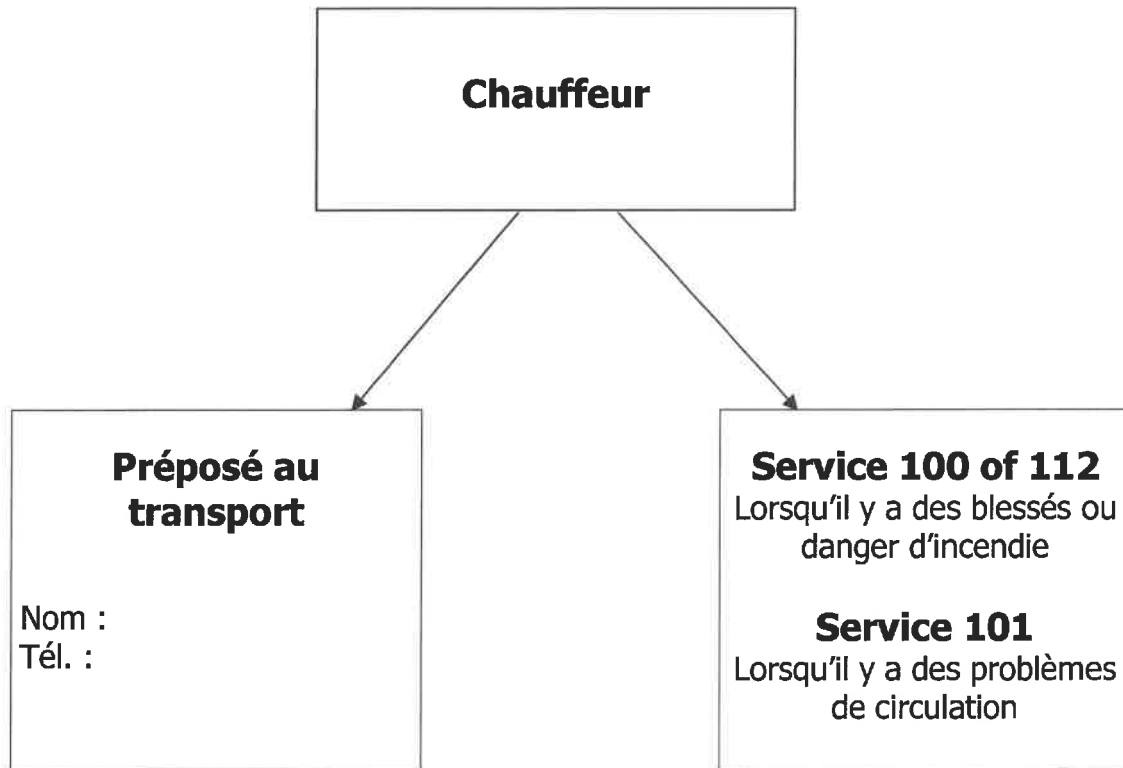 Chauffeur
Préposé au
transport
Nom :
Tél. :
Service 100 of 112
Lorsqu'il y a des blessés ou
danger d'incendie
Service 101
Lorsqu'il y a des problèmes
de circulation